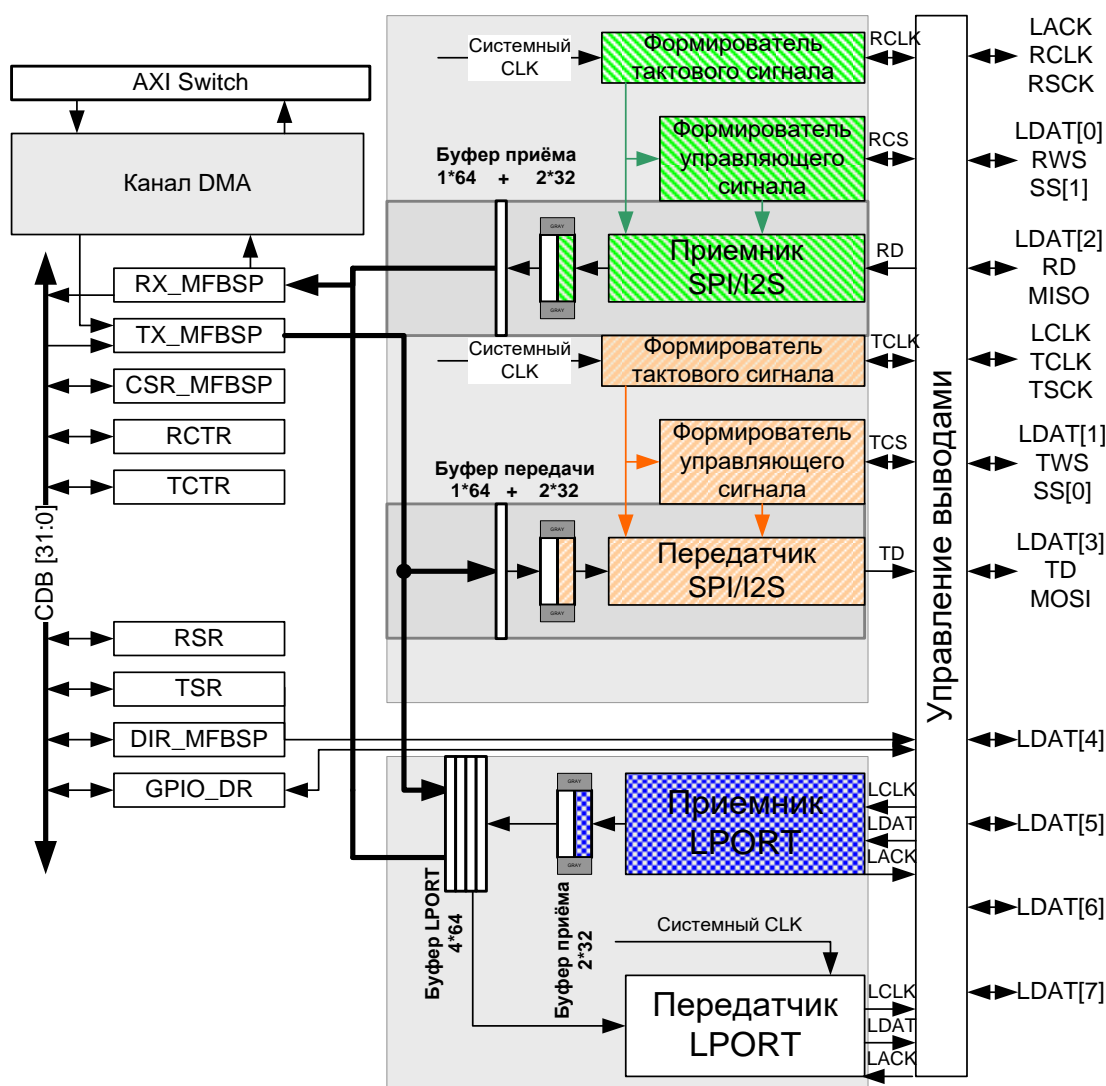 AXI Switch
Канал DMA
RX_MFBSP
TX_MFBSP
CSR_MFBSP
RCTR
TCTR
RSR
TSR
DIR_MFBSP
GPIO_DR
CDB [31:0]
Системный
CLK
Формирователь
тактового сигнала
RCLK
Формирователь
управляющего
сигнала
RCS
Буфер приёма
1*64 + 2*32
GRAY
GRAY
Приемник
SPI/I2S
RD
Системный
CLK
Формирователь
тактового сигнала
TCLK
Формирователь
управляющего
сигнала
TCS
Буфер передачи
1*64 + 2*32
GRAY
GRAY
Передатчик
SPI/I2S
TD
Буфер LPORT
4*64
GRAY
GRAY
Буфер приёма
2*32
Приемник
LPORT
LCLK
LDAT
LACK
Системный CLK
Передатчик
LPORT
LCLK
LDAT
LACK
Управление выводами
LACK
RCLK
RSCK
LDAT[0]
RWS
SS[1]
LDAT[2]
RD
MISO
LCLK
TCLK
TSCK
LDAT[1]
TWS
SS[0]
LDAT[3]
TD
MOSI
LDAT[4]
LDAT[5]
LDAT[6]
LDAT[7]